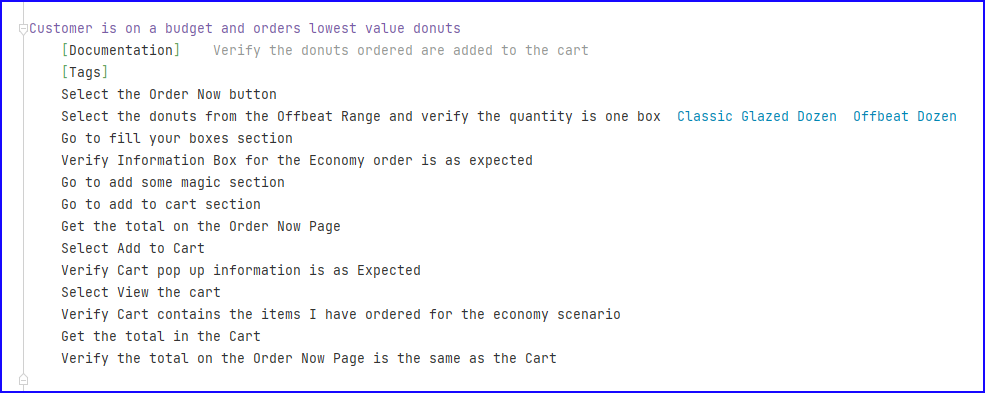 Customer is on a budget and orders lowest value donuts
[Documentation]    Verify the donuts ordered are added to the cart
[Tags]
Select the Order Now button
Select the donuts from the Offbeat Range and verify the quantity is one box  Classic Glazed Dozen  Offbeat Dozen
Go to fill your boxes section
Verify Information Box for the Economy order is as expected
Go to add some magic section
Go to add to cart section
Get the total on the Order Now Page
Select Add to Cart
Verify Cart pop up information is as Expected
Select View the cart
Verify Cart contains the items I have ordered for the economy scenario
Get the total in the Cart
Verify the total on the Order Now Page is the same as the Cart